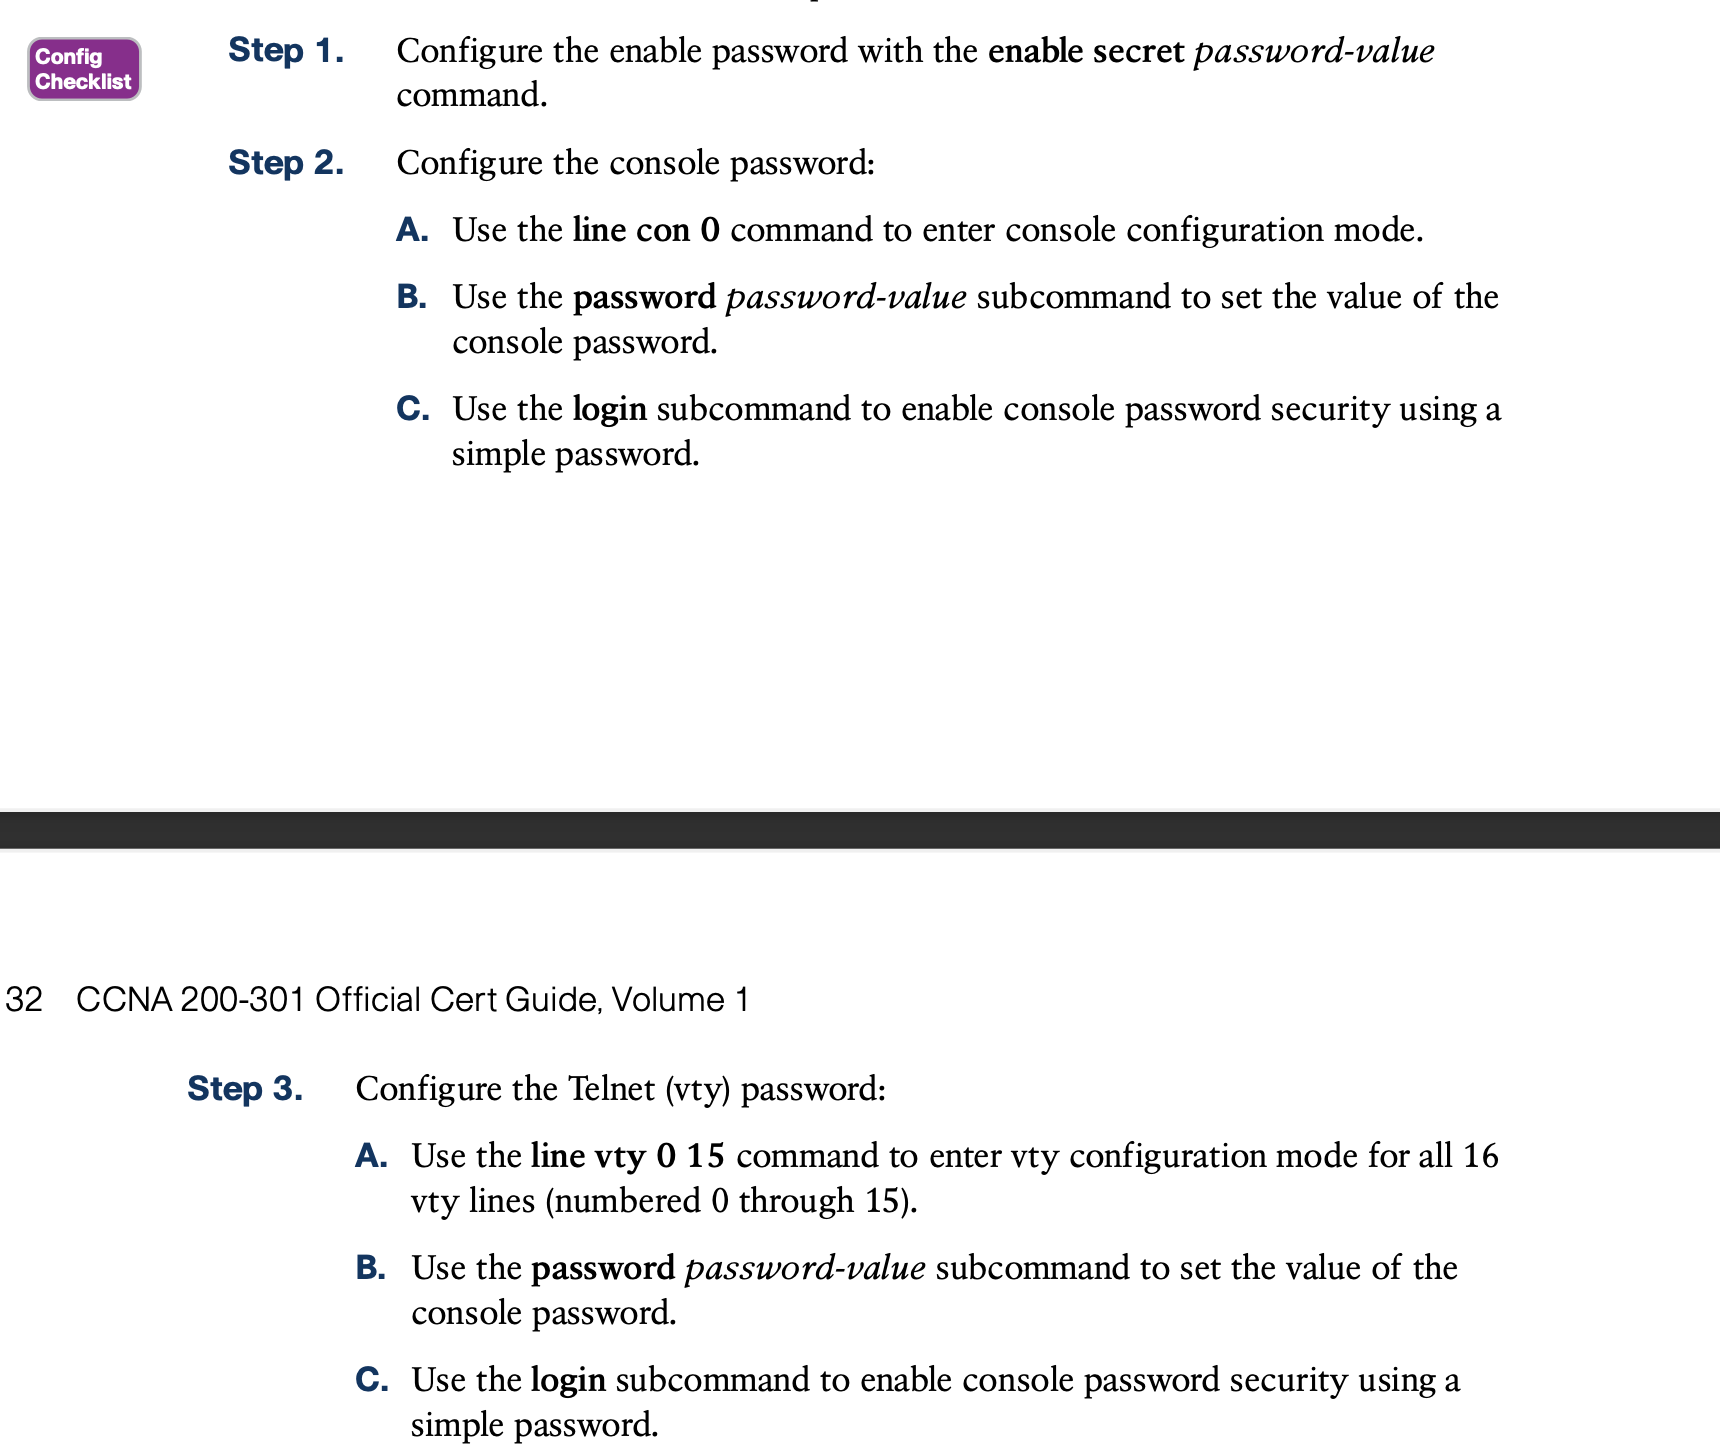 Config
Checklist
Step 1. Configure the enable password with the enable secret password-value
command.
Step 2. Configure the console password:
A. Use the line con 0 command to enter console configuration mode.
B. Use the password password-value subcommand to set the value of the
console password.
C. Use the login subcommand to enable console password security using a
simple password.
32 CCNA 200-301 Official Cert Guide, Volume 1
Step 3. Configure the Telnet (vty) password:
A. Use the line vty 0 15 command to enter vty configuration mode for all 16
vty lines (numbered 0 through 15).
B. Use the password password-value subcommand to set the value of the
console password.
C. Use the login subcommand to enable console password security using a
simple password.